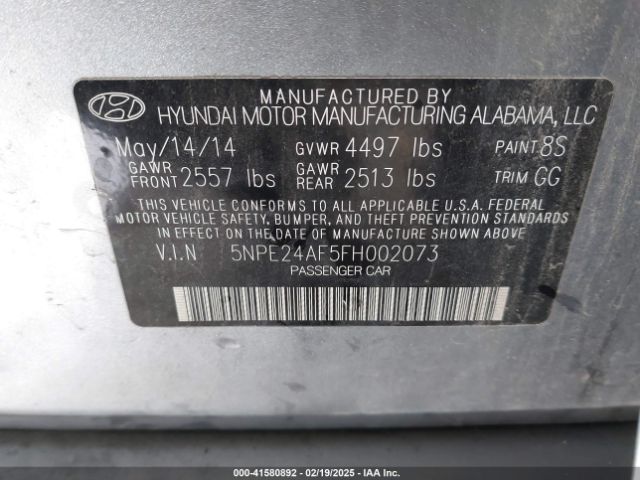 MANUFACTURED BY
HYUNDAI MOTOR MANUFACTURING ALABAMA, LLC
May/14/14 GVWR 4497 lbs PAINT 8S
GAWR FRONT 2557 lbs GAWR REAR 2513 lbs TRIM GG
THIS VEHICLE CONFORMS TO ALL APPLICABLE U.S.A. FEDERAL
MOTOR VEHICLE SAFETY, BUMPER, AND THEFT PREVENTION STANDARDS
IN EFFECT ON THE DATE OF MANUFACTURE SHOWN ABOVE.
V.I.N 5NPE24AF5FH002073
PASSENGER CAR
000-41580892 - 02/19/2025 - IAA Inc.